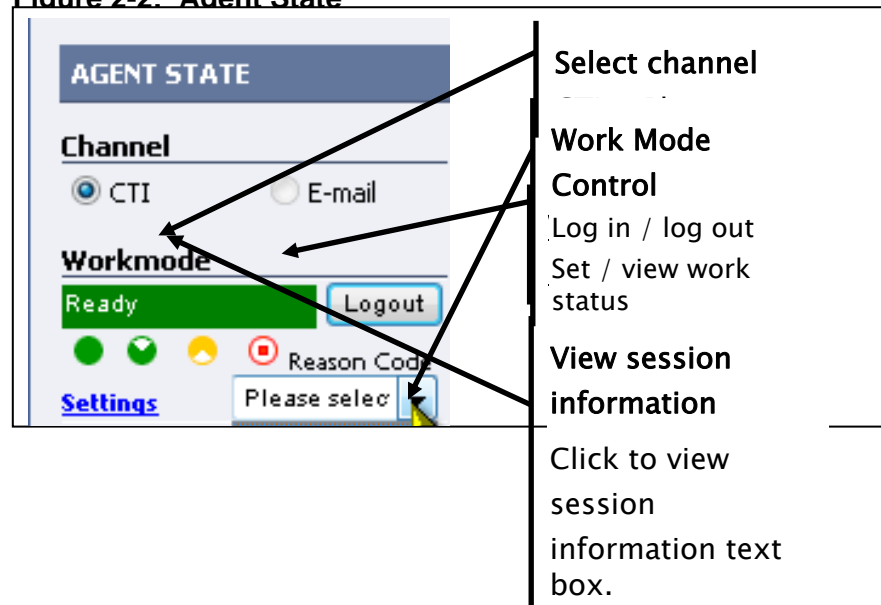 Figure 2-2: Agent State
AGENT STATE
Channel
CTI
E-mail
Workmode
Ready
Logout
Reason Code
Settings
Please selec
Select channel
Work Mode
Control
Log in / log out
Set / view work
status
View session
information
Click to view
session
information text
box.